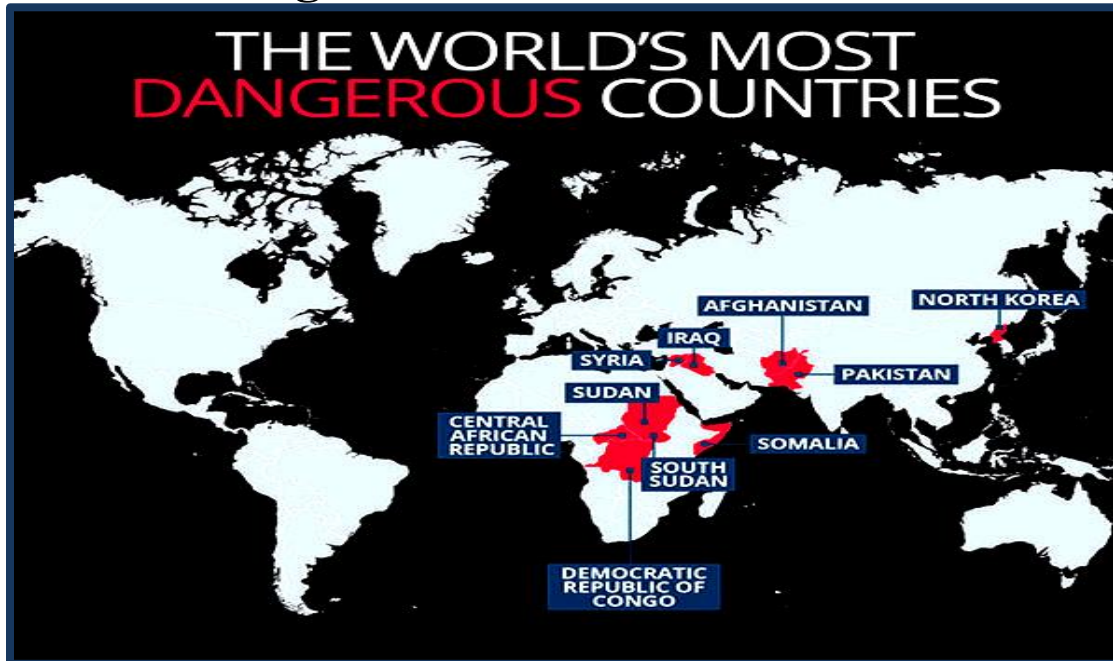 THE WORLD'S MOST
DANGEROUS COUNTRIES
NORTH KOREA
AFGHANISTAN
IRAQ
SYRIA
PAKISTAN
SUDAN
CENTRAL
AFRICAN
REPUBLIC
SOMALIA
SOUTH
SUDAN
DEMOCRATIC
REPUBLIC OF
CONGO